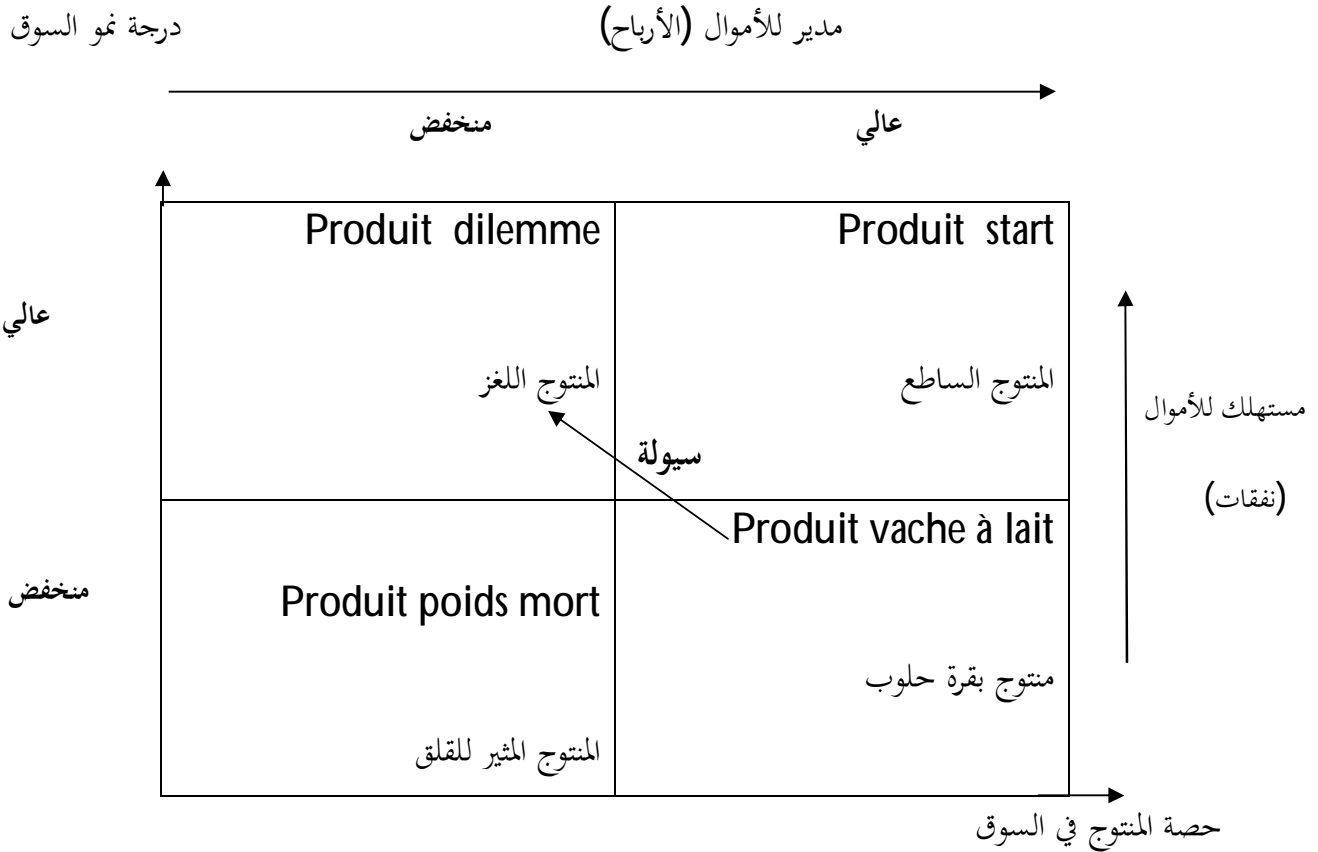 درجة نمو السوق
مدير للأموال (الأرباح)
منخفض
عالي
Produit dilemme
Produit start
عالي
المنتوج اللغز
المنتوج الساطع
مستهلك للأموال
(نفقات)
سيولة
Produit vache à lait
منخفض
Produit poids mort
منتوج بقرة حلوب
المنتوج المثير للقلق
حصة المنتوج في السوق